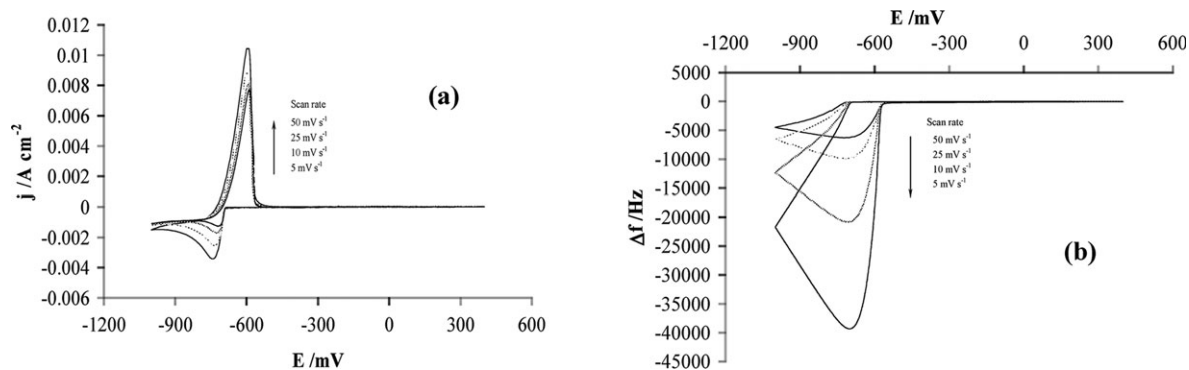 0.012
0.01
0.008
0.006
0.004
0.002
0
-0.002
-0.004
-0.006
-1200 -900 -600 -300 0 300 600
j /A cm⁻²
E /mV
(a)
Scan rate
50 mV s⁻¹
25 mV s⁻¹
10 mV s⁻¹
5 mV s⁻¹
E /mV
-1200 -900 -600 -300 0 300 600
5000
0
-5000
-10000
-15000
-20000
-25000
-30000
-35000
-40000
-45000
Δf /Hz
Scan rate
50 mV s⁻¹
25 mV s⁻¹
10 mV s⁻¹
5 mV s⁻¹
(b)